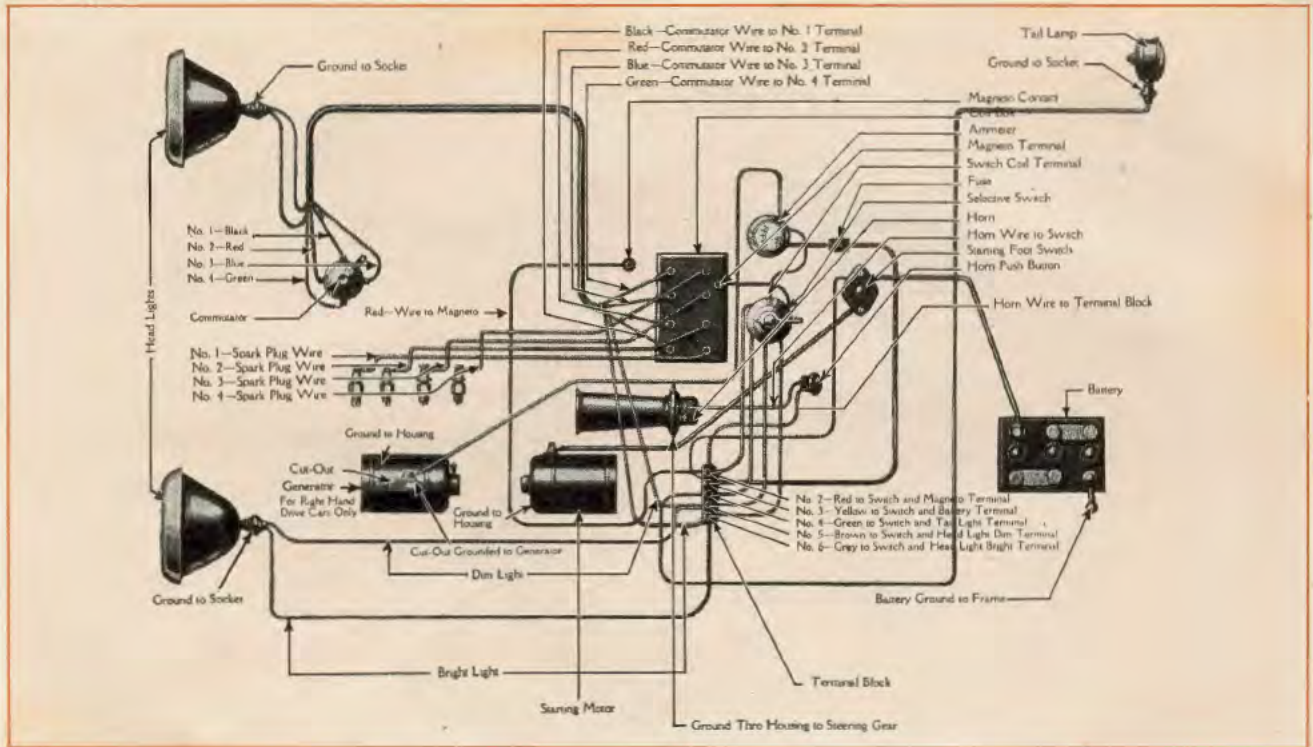 Black—Commutator Wire to No. 1 Terminal
Red—Commutator Wire to No. 2 Terminal
Blue—Commutator Wire to No. 3 Terminal
Green—Commutator Wire to No. 4 Terminal
Tail Lamp
Ground to Socket
Ground to Socket
Magneto Contact
Coil Box
Ammeter
Magneto Terminal
Switch Coil Terminal
Fuse
Selective Switch
Horn
Horn Wire to Switch
Starting Foot Switch
Horn Push Button
Horn Wire to Terminal Block
Head Lights
No. 1—Black
No. 2—Red
No. 3—Blue
No. 4—Green
Commutator
Red—Wire to Magneto
No. 1—Spark Plug Wire
No. 2—Spark Plug Wire
No. 3—Spark Plug Wire
No. 4—Spark Plug Wire
Battery
Ground to Housing
Cut-Out
Generator
For Right Hand
Drive Cars Only
Ground to
Housing
Cut-Out Grounded to Generator
No. 2—Red to Switch and Magneto Terminal
No. 3—Yellow to Switch and Battery Terminal
No. 4—Green to Switch and Tail Light Terminal
No. 5—Brown to Switch and Head Light Dim Terminal
No. 6—Gray to Switch and Head Light Bright Terminal
Dim Light
Ground to Socket
Battery Ground to Frame
Bright Light
Terminal Block
Starting Motor
Ground Thro Housing to Steering Gear